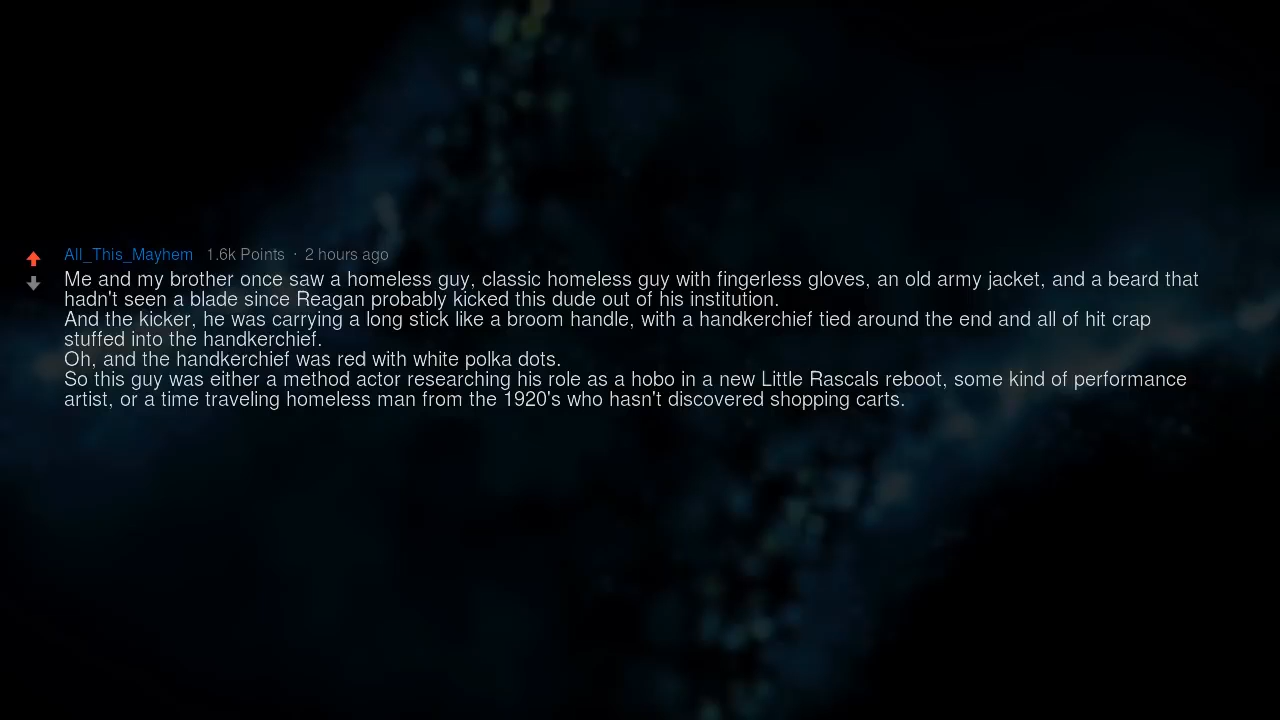 All_This_Mayhem 1.6k Points · 2 hours ago
Me and my brother once saw a homeless guy, classic homeless guy with fingerless gloves, an old army jacket, and a beard that
hadn't seen a blade since Reagan probably kicked this dude out of his institution.
And the kicker, he was carrying a long stick like a broom handle, with a handkerchief tied around the end and all of hit crap
stuffed into the handkerchief.
Oh, and the handkerchief was red with white polka dots.
So this guy was either a method actor researching his role as a hobo in a new Little Rascals reboot, some kind of performance
artist, or a time traveling homeless man from the 1920's who hasn't discovered shopping carts.